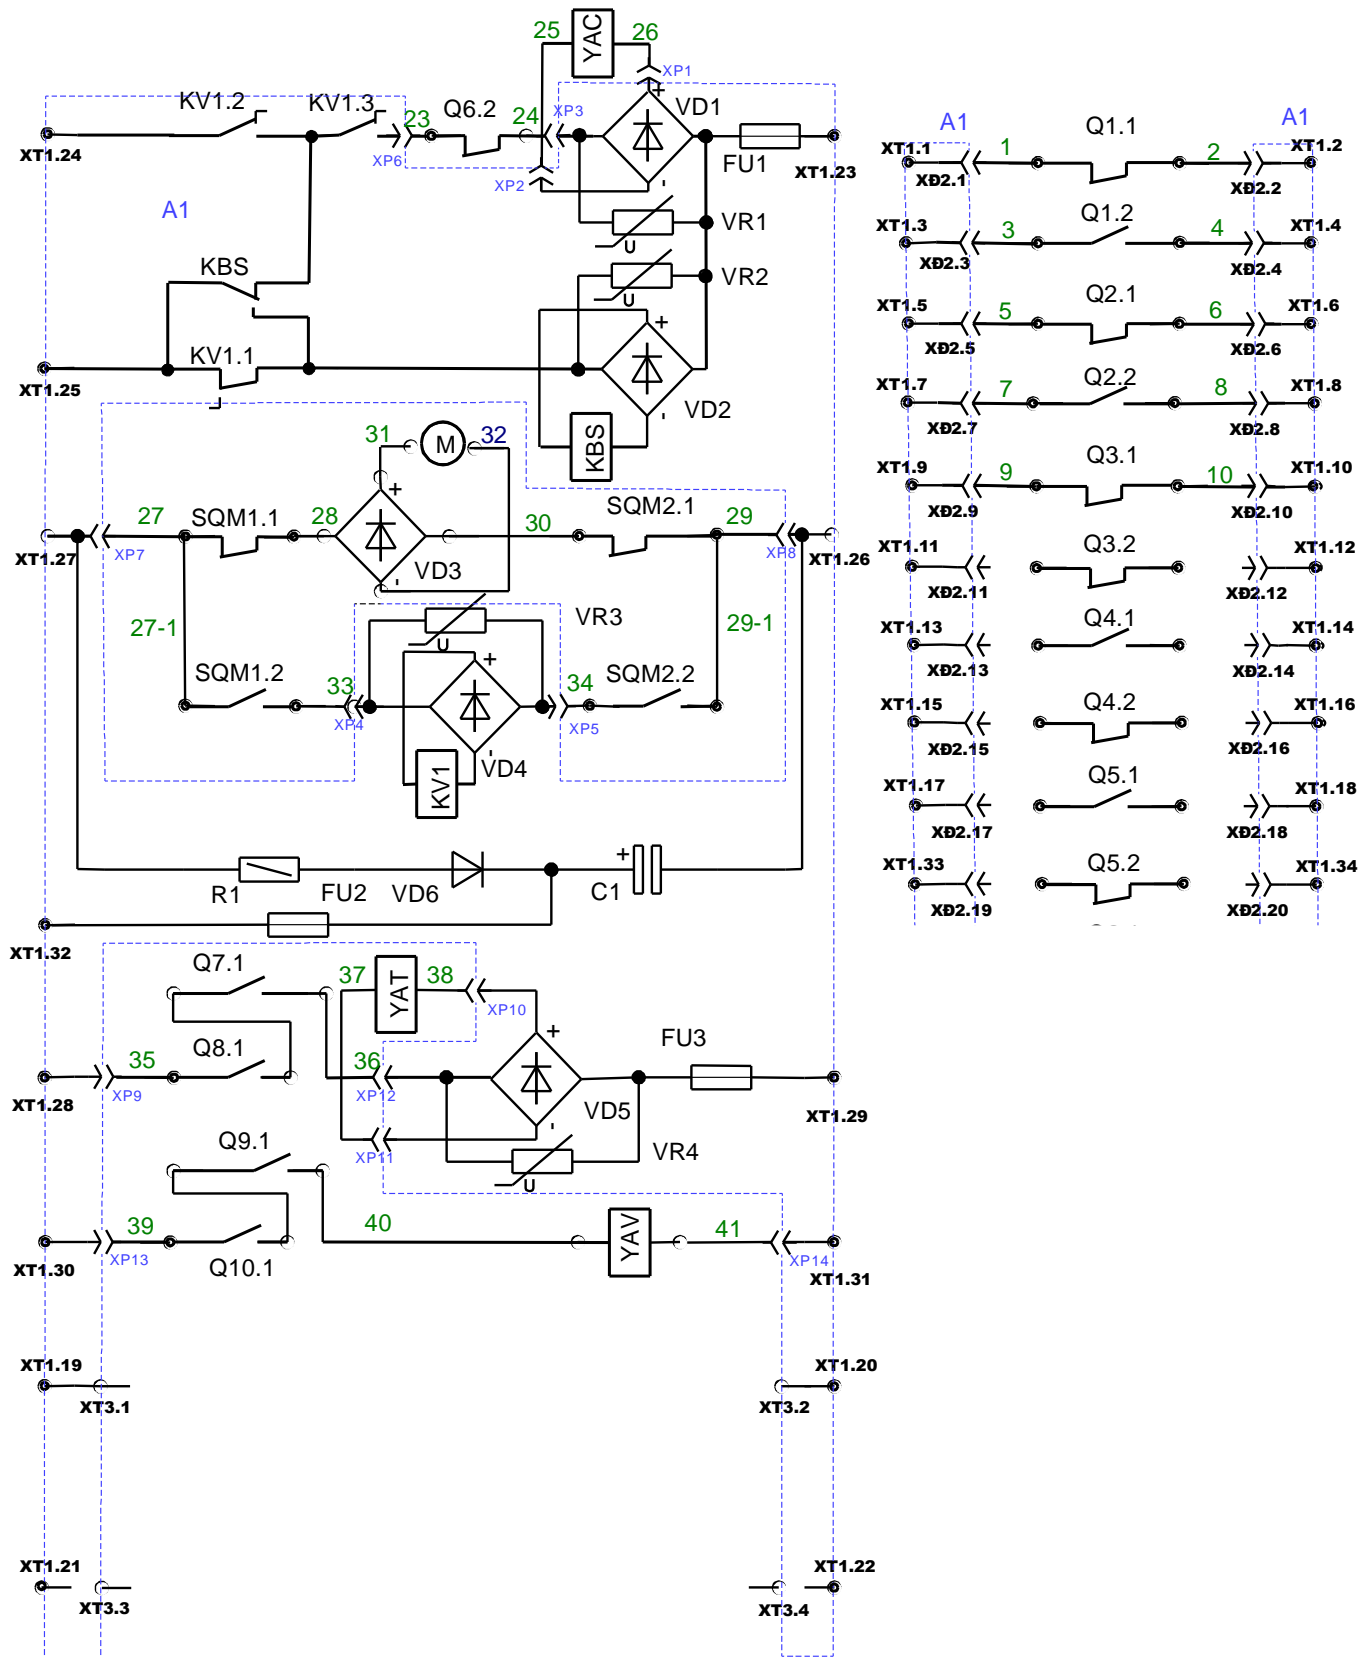 25 YAC 26
XP1
KV1.2 KV1.3 23 Q6.2 24 XP3 + VD1
XT1.24 XP6 XP2 - FU1 XT1.23
A1
VR1
U
KBS VR2
U
+
KV1.1
XT1.25
VD2
KBS
31 M 32
+
27 SQM1.1 28 30 SQM2.1 29
XT1.27 XP7 VD3 XP8 XT1.26
-
27-1 VR3 29-1
U
+
SQM1.2 33 34 SQM2.2
XP4 XP5
- VD4
KV1
+
R1 FU2 VD6 C1
XT1.32
Q7.1 37 YAT 38
XP10
+
Q8.1 FU3
35 36
XT1.28 XP9 XP12 VD5 XT1.29
-
Q9.1 XP11 VR4
U
39 40 YAV 41
XT1.30 XP13 Q10.1 XP14 XT1.31
XT1.19 XT1.20
XT3.1 XT3.2
XT1.21 XT1.22
XT3.3 XT3.4
A1 Q1.1 A1
XT1.1 1 2 XT1.2
XĐ2.1 XĐ2.2
Q1.2
XT1.3 3 4 XT1.4
XĐ2.3 XĐ2.4
Q2.1
XT1.5 5 6 XT1.6
XĐ2.5 XĐ2.6
Q2.2
XT1.7 7 8 XT1.8
XĐ2.7 XĐ2.8
Q3.1
XT1.9 9 10 XT1.10
XĐ2.9 XĐ2.10
XT1.11 Q3.2 XT1.12
XĐ2.11 XĐ2.12
XT1.13 Q4.1 XT1.14
XĐ2.13 XĐ2.14
XT1.15 Q4.2 XT1.16
XĐ2.15 XĐ2.16
XT1.17 Q5.1 XT1.18
XĐ2.17 XĐ2.18
XT1.33 Q5.2 XT1.34
XĐ2.19 XĐ2.20